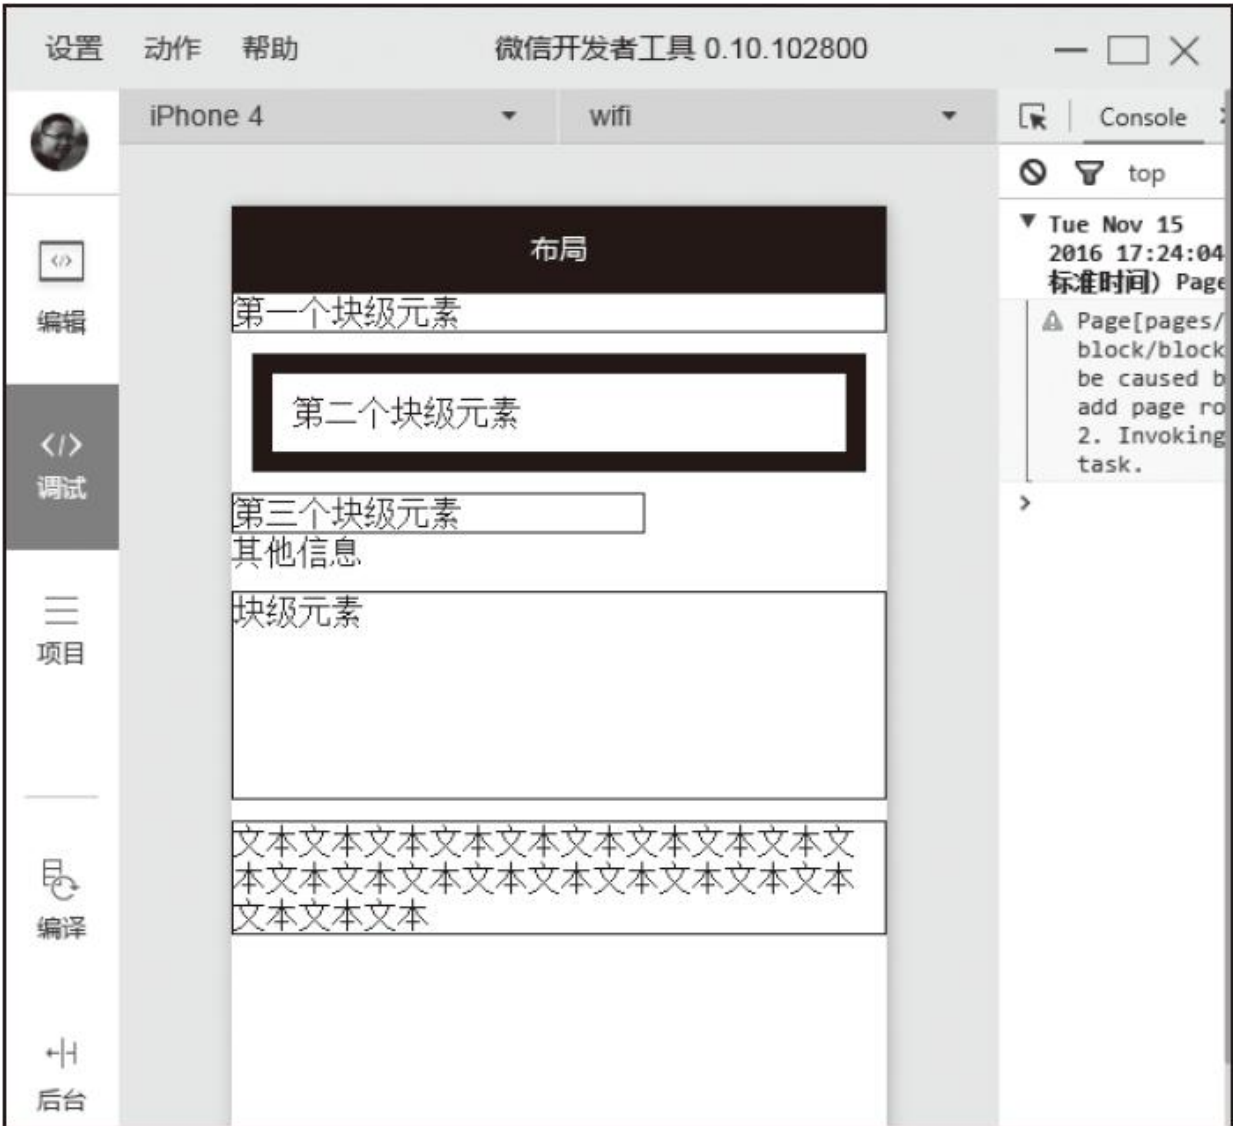 设置 动作 帮助 微信开发者工具 0.10.102800
iPhone 4 wifi
Console
top
编辑
调试
项目
编译
后台
布局
第一个块级元素
第二个块级元素
第三个块级元素
其他信息
块级元素
文本文本文本文本文本文本文本文本文本文
本文本文本文本文本文本文本文本文本文本
文本文本文本
Tue Nov 15
2016 17:24:04
标准时间) Page
Page[pages/
block/block
be caused b
add page ro
2. Invoking
task.